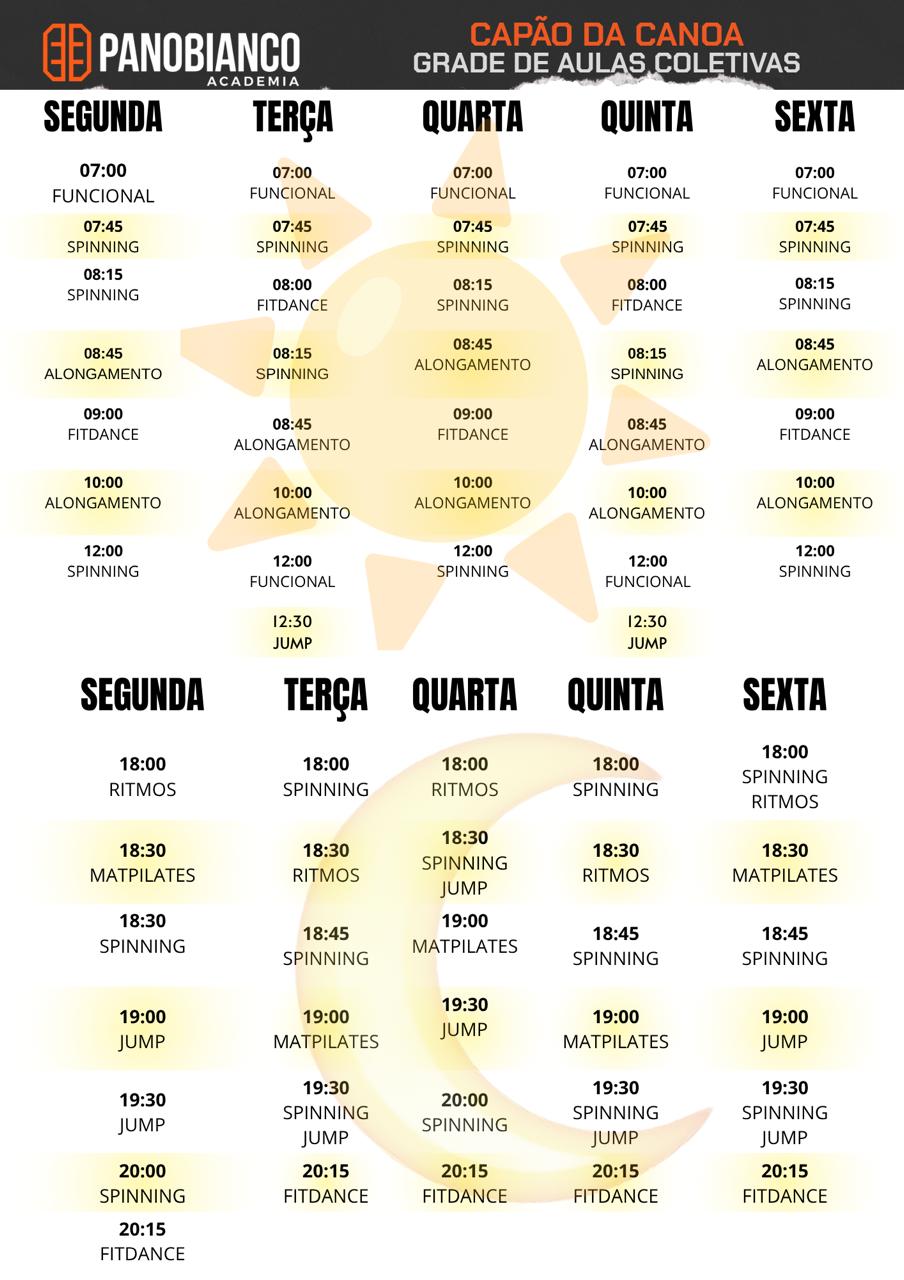 PANOBIANCO
ACADEMIA
CAPÃO DA CANOA
GRADE DE AULAS COLETIVAS
SEGUNDA TERÇA QUARTA QUINTA SEXTA
07:00 07:00 07:00 07:00 07:00
FUNCIONAL FUNCIONAL FUNCIONAL FUNCIONAL FUNCIONAL
07:45 07:45 07:45 07:45 07:45
SPINNING SPINNING SPINNING SPINNING SPINNING
08:15 08:00 08:15 08:00 08:15
SPINNING FITDANCE SPINNING FITDANCE SPINNING
08:45 08:15 08:45 08:15 08:45
ALONGAMENTO SPINNING ALONGAMENTO SPINNING ALONGAMENTO
09:00 08:45 09:00 08:45 09:00
FITDANCE ALONGAMENTO FITDANCE ALONGAMENTO FITDANCE
10:00 10:00 10:00 10:00 10:00
ALONGAMENTO ALONGAMENTO ALONGAMENTO ALONGAMENTO ALONGAMENTO
12:00 12:00 12:00 12:00 12:00
SPINNING FUNCIONAL SPINNING FUNCIONAL SPINNING
12:30 12:30
JUMP JUMP
SEGUNDA TERÇA QUARTA QUINTA SEXTA
18:00 18:00 18:00 18:00 18:00
RITMOS SPINNING RITMOS SPINNING SPINNING
RITMOS
18:30 18:30 18:30 18:30 18:30
MATPILATES RITMOS SPINNING RITMOS MATPILATES
JUMP
18:30 18:45 19:00 18:45 18:45
SPINNING SPINNING MATPILATES SPINNING SPINNING
19:00 19:00 19:30 19:00 19:00
JUMP MATPILATES JUMP MATPILATES JUMP
19:30 19:30 20:00 19:30 19:30
JUMP SPINNING SPINNING SPINNING SPINNING
JUMP JUMP JUMP
20:00 20:15 20:15 20:15 20:15
SPINNING FITDANCE FITDANCE FITDANCE FITDANCE
20:15
FITDANCE